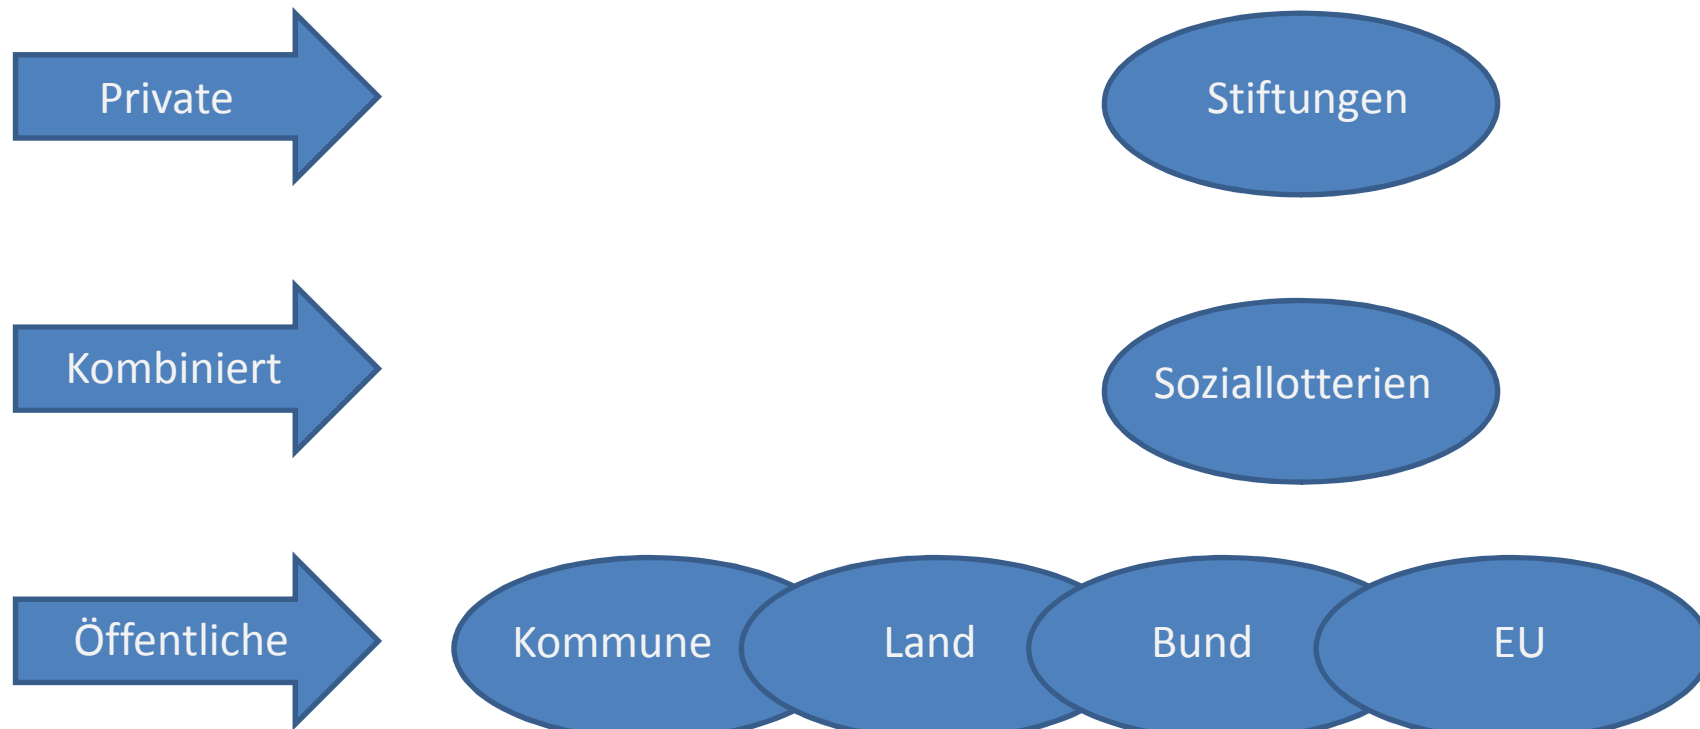 Private
Stiftungen
Kombiniert
Soziallotterien
Öffentliche
Kommune
Land
Bund
EU